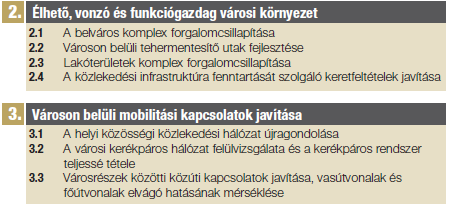 2. Élhető, vonzó és funkciógazdag városi környezet
2.1 A belváros komplex forgalomcsillapítása
2.2 Városon belüli tehermentesítő utak fejlesztése
2.3 Lakóterületek komplex forgalomcsillapítása
2.4 A közlekedési infrastruktúra fenntartását szolgáló keretfeltételek javítása
3. Városon belüli mobilitási kapcsolatok javítása
3.1 A helyi közösségi közlekedési hálózat újragondolása
3.2 A városi kerékpáros hálózat felülvizsgálata és a kerékpáros rendszer
teljessé tétele
3.3 Városrészek közötti közúti kapcsolatok javítása, vasútvonalak és
főútvonalak elvágó hatásának mérséklése